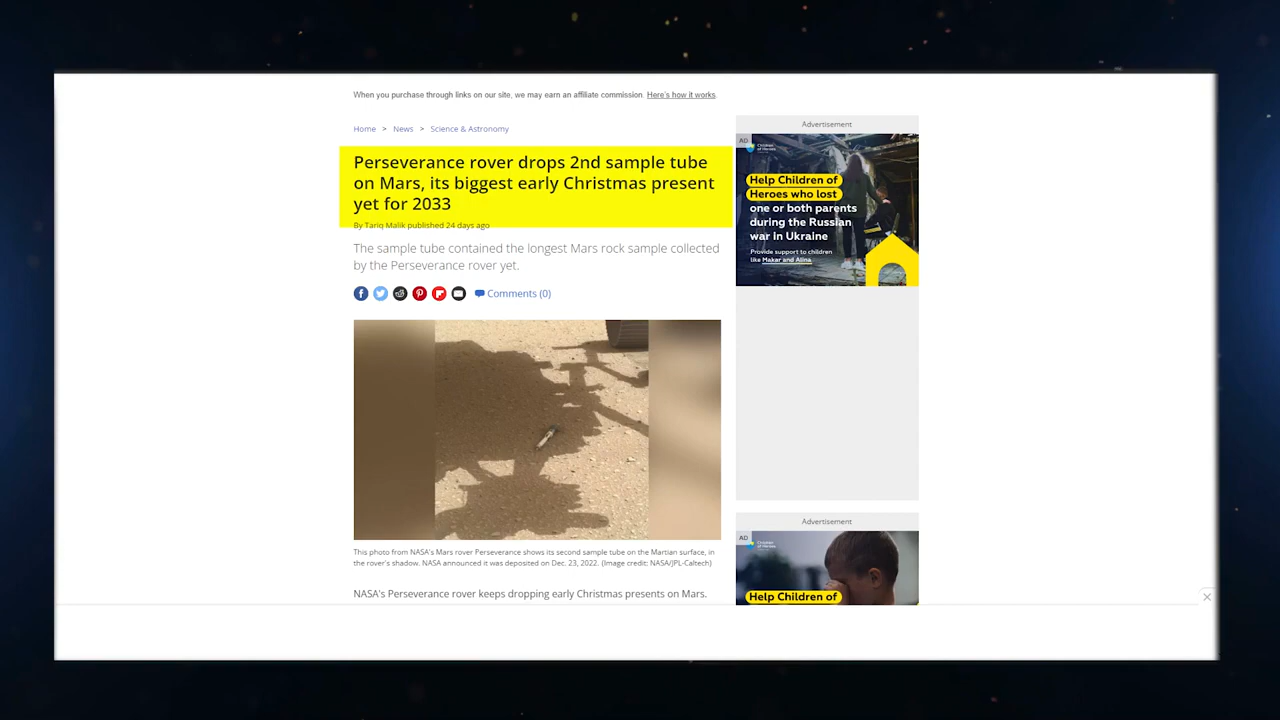 When you purchase through links on our site, we may earn an affiliate commission. Here's how it works.
Home > News > Science & Astronomy
Perseverance rover drops 2nd sample tube
on Mars, its biggest early Christmas present
yet for 2033
By Tariq Malik published 24 days ago
The sample tube contained the longest Mars rock sample collected
by the Perseverance rover yet.
Comments (0)
This photo from NASA's Mars rover Perseverance shows its second sample tube on the Martian surface, in
the rover's shadow. NASA announced it was deposited on Dec. 23, 2022. (Image credit: NASA/JPL-Caltech)
NASA's Perseverance rover keeps dropping early Christmas presents on Mars.
Advertisement
AD
Children
of Heroes
Help Children of
Heroes who lost
one or both parents
during the Russian
war in Ukraine
Provide support to children
like Makar and Alina
Advertisement
AD
Children
of Heroes
Help Children of